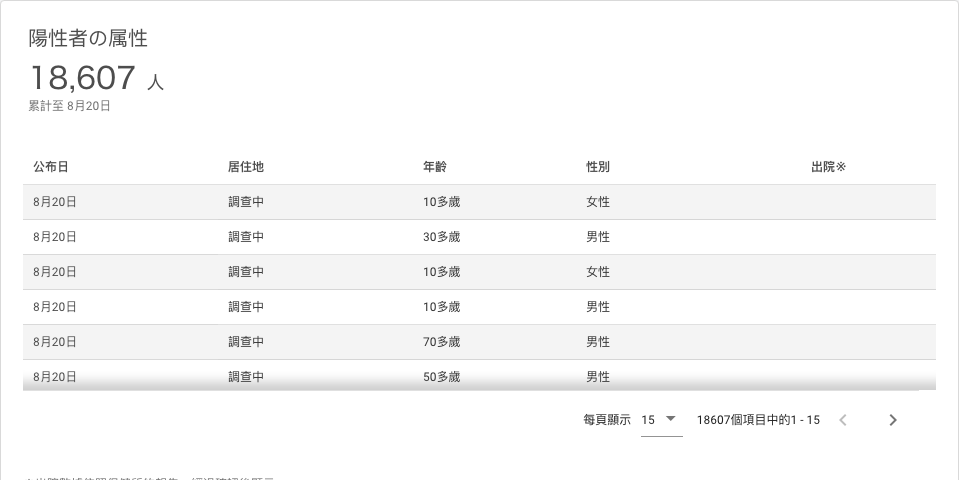 陽性者の属性
18,607 人
累計至 8月20日
公布日 居住地 年齡 性別 出院※
8月20日 調查中 10多歲 女性
8月20日 調查中 30多歲 男性
8月20日 調查中 10多歲 女性
8月20日 調查中 10多歲 男性
8月20日 調查中 70多歲 男性
8月20日 調查中 50多歲 男性
每頁顯示 15 18607個項目中的1 - 15